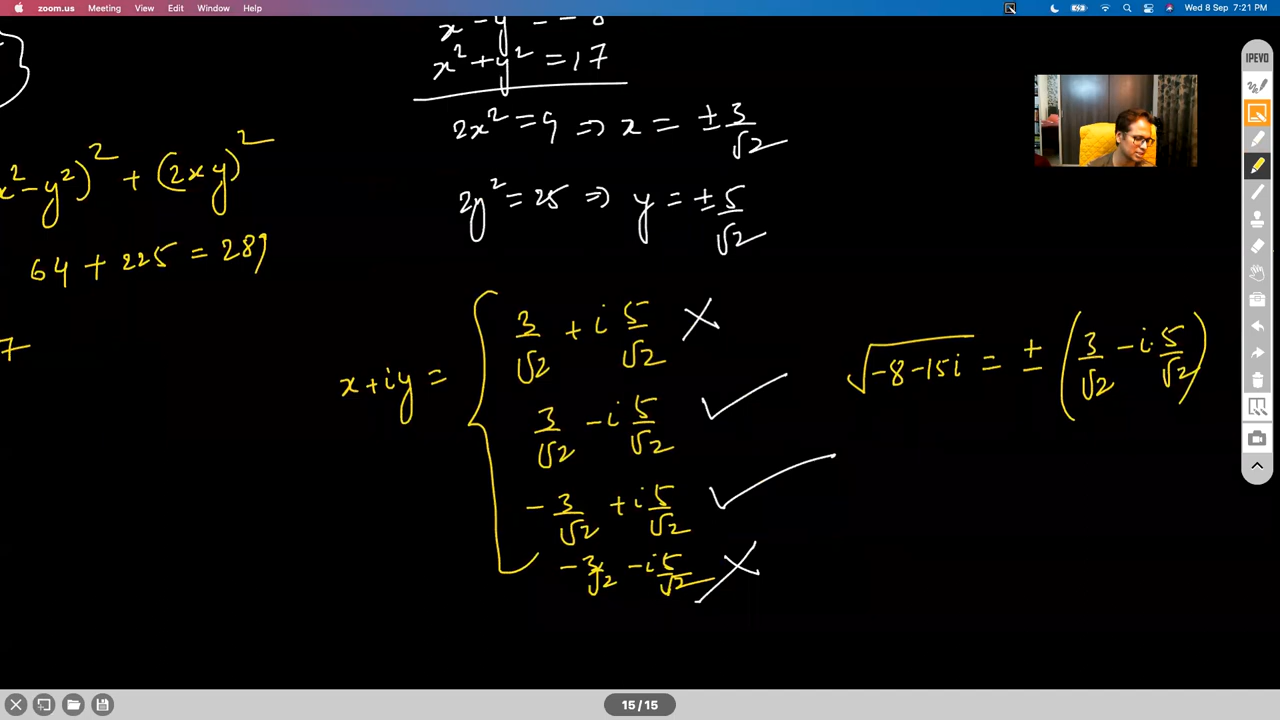 zoom.us Meeting View Edit Window Help
Wed 8 Sep 7:21 PM
IPEVO
x² + y² = 17
2x² = 9 ⇒ x = ± 3/√2
2y² = 25 ⇒ y = ± 5/√2
x² - y²)² + (2xy)²
64 + 225 = 289
7
x + iy = {
3/√2 + i 5/√2 ×
3/√2 - i 5/√2 ✓
-3/√2 + i 5/√2 ✓
-3/√2 - i 5/√2 ×
√-8-15i = ± (3/√2 - i 5/√2)
15/15